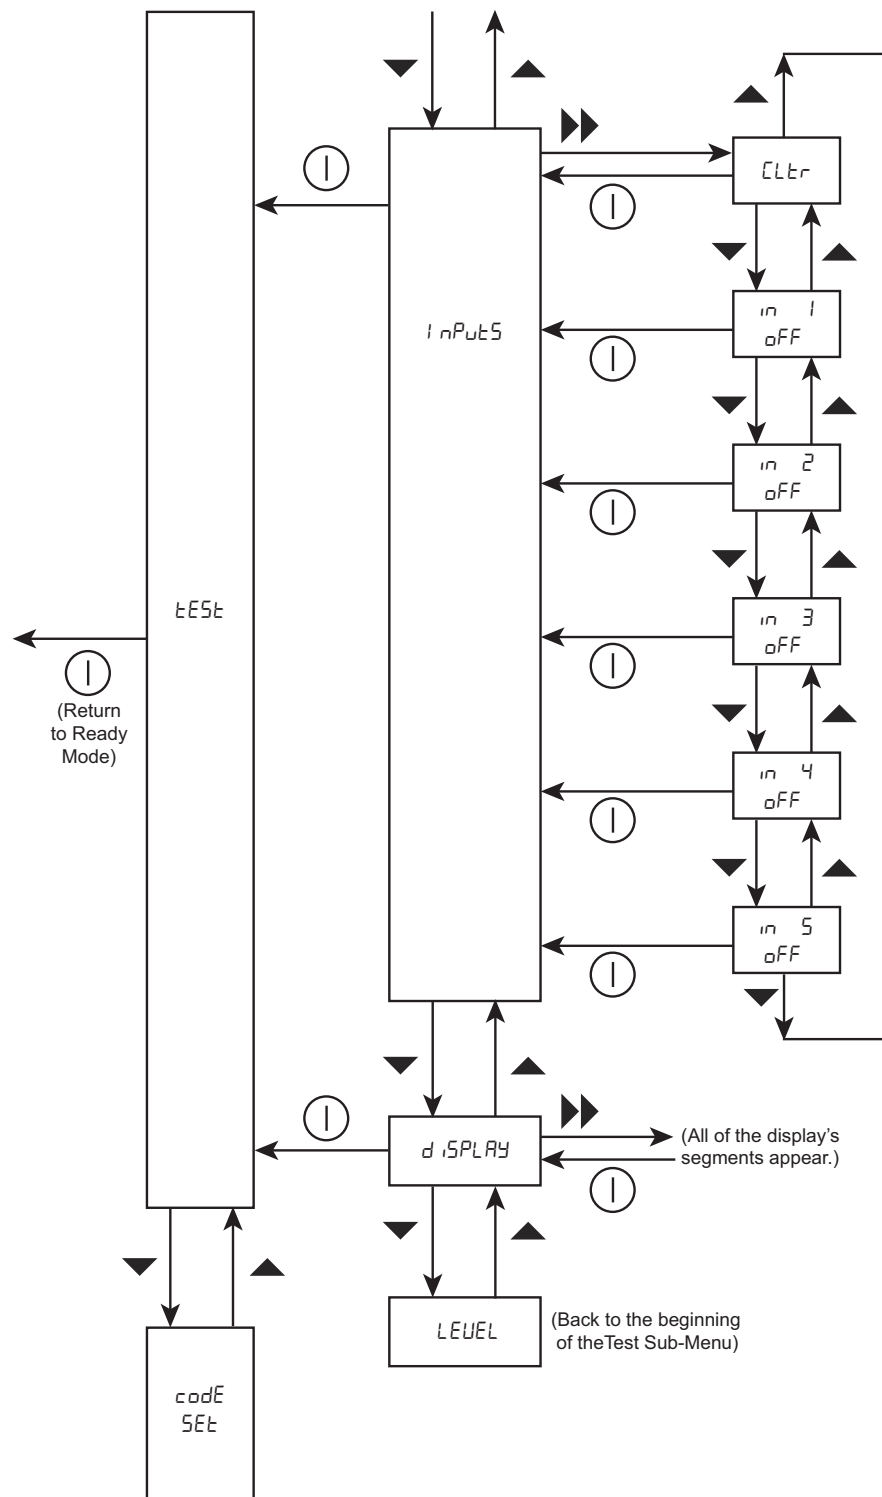 CLtr
InPutS
in 1
oFF
in 2
oFF
tESt
in 3
oFF
(Return
to Ready
Mode)
in 4
oFF
in 5
oFF
diSPLAY
(All of the display's
segments appear.)
LEVEL
(Back to the beginning
of theTest Sub-Menu)
codE
SEt